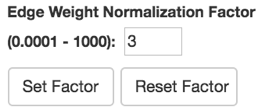 Edge Weight Normalization Factor
(0.0001 - 1000): 3
Set Factor Reset Factor